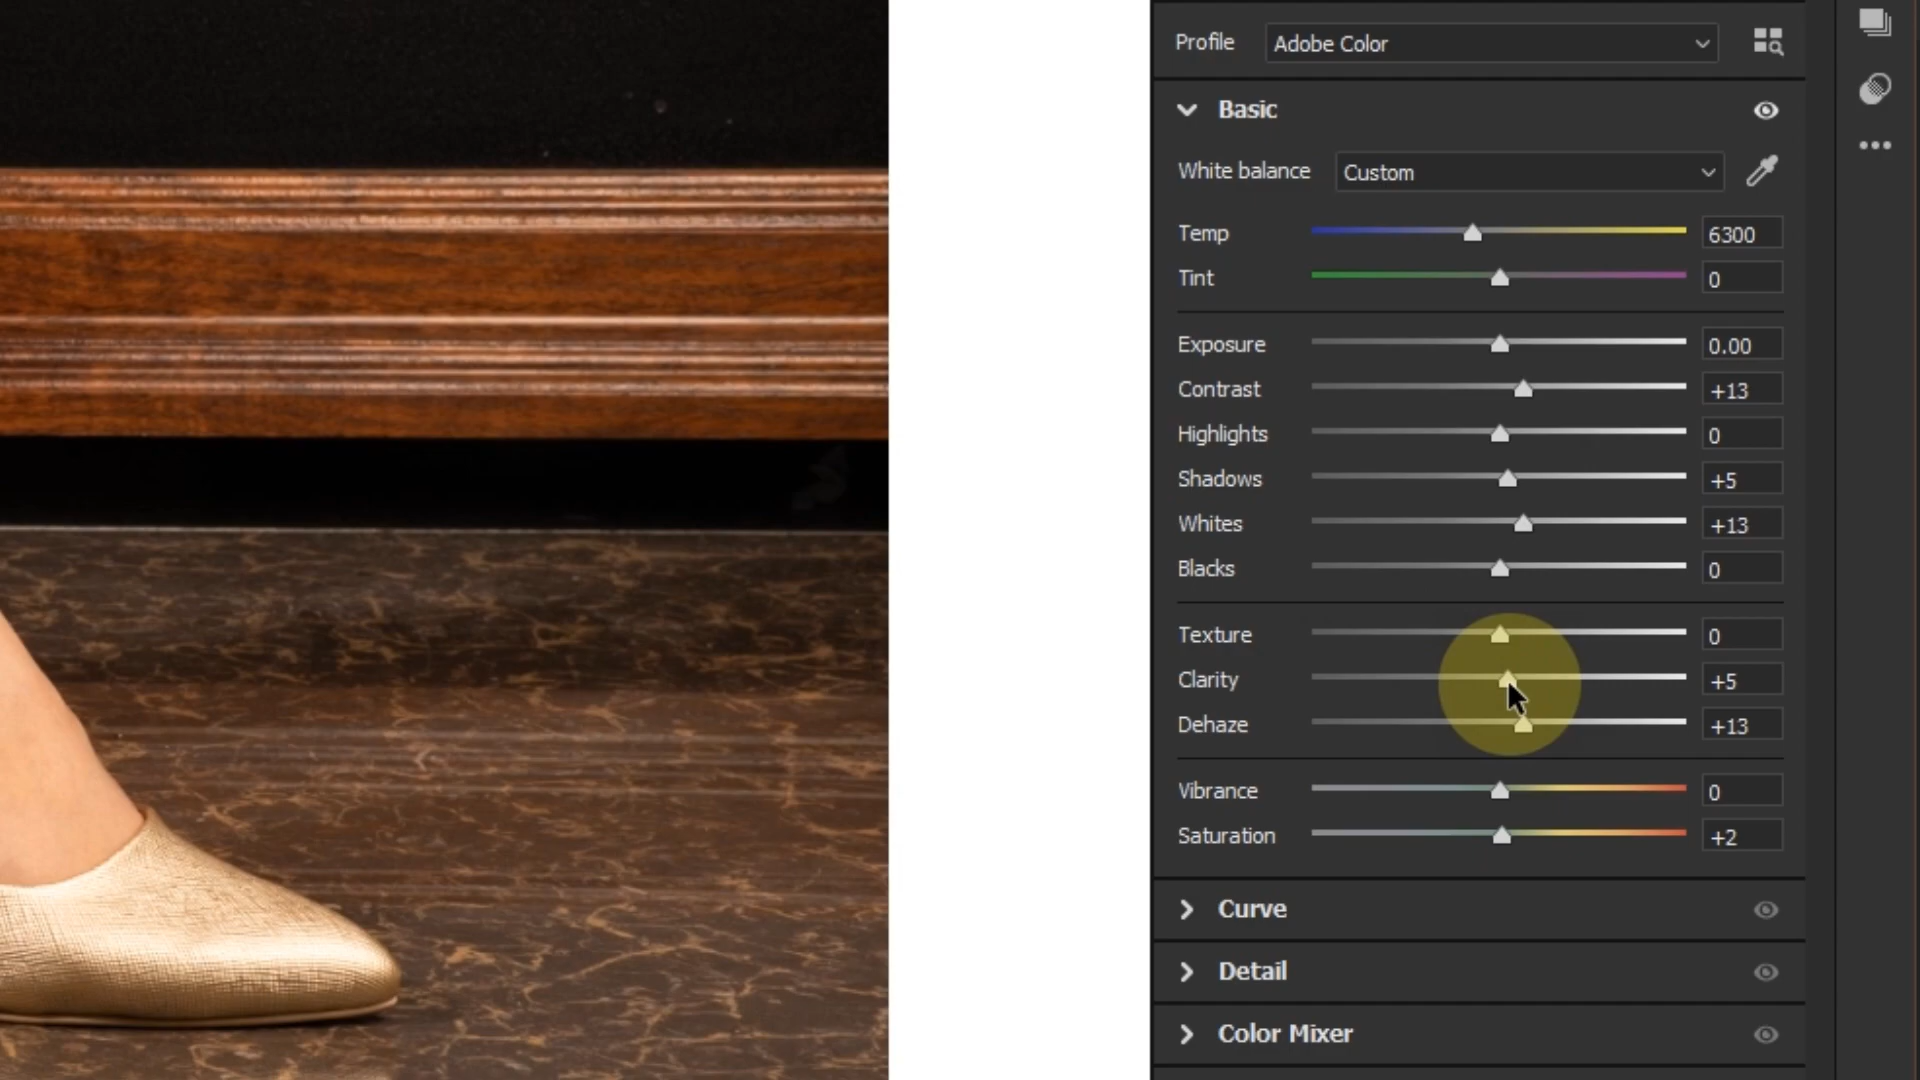 Profile Adobe Color
Basic
White balance Custom
Temp 6300
Tint 0
Exposure 0.00
Contrast +13
Highlights 0
Shadows +5
Whites +13
Blacks 0
Texture 0
Clarity +5
Dehaze +13
Vibrance 0
Saturation +2
Curve
Detail
Color Mixer